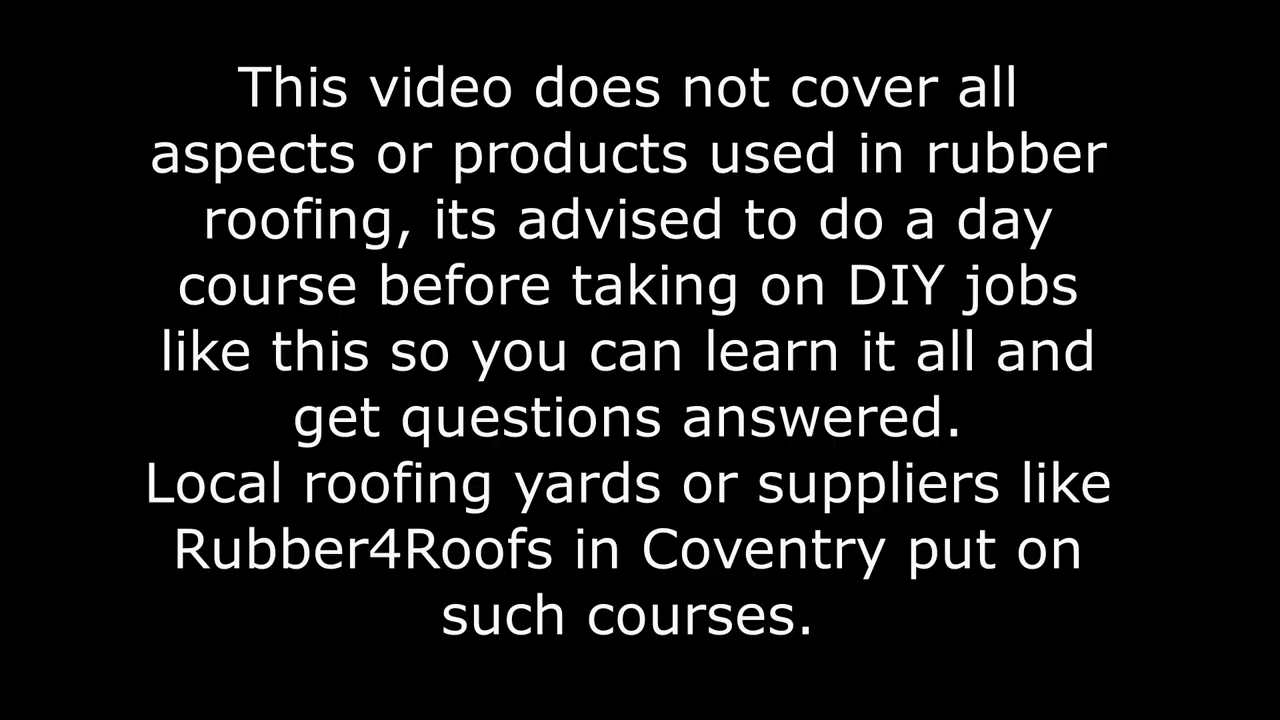 This video does not cover all
aspects or products used in rubber
roofing, its advised to do a day
course before taking on DIY jobs
like this so you can learn it all and
get questions answered.
Local roofing yards or suppliers like
Rubber4Roofs in Coventry put on
such courses.